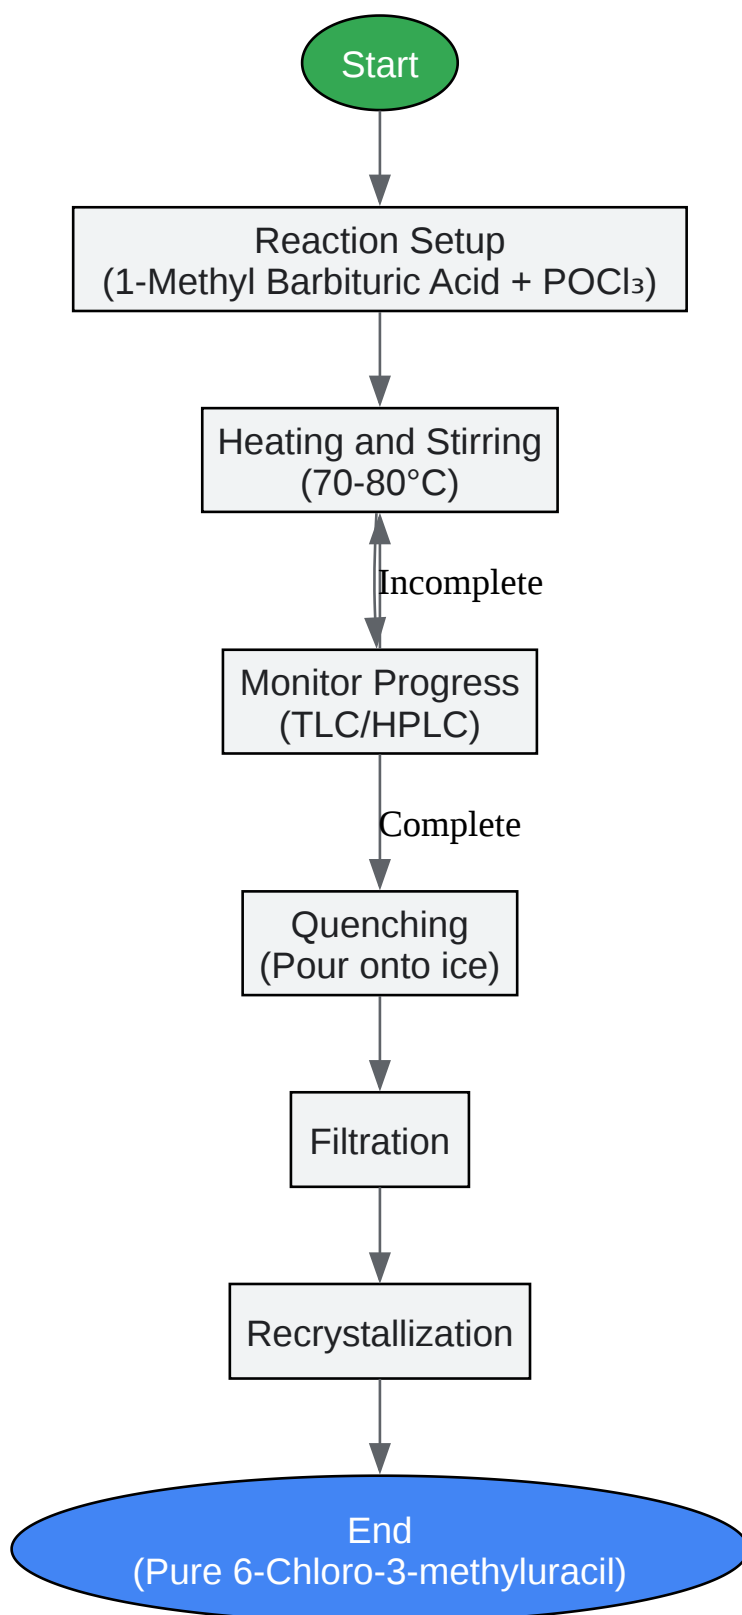 Start
Reaction Setup
(1-Methyl Barbituric Acid + POCl₃)
Heating and Stirring
(70-80°C)
Incomplete
Monitor Progress
(TLC/HPLC)
Complete
Quenching
(Pour onto ice)
Filtration
Recrystallization
End
(Pure 6-Chloro-3-methyluracil)